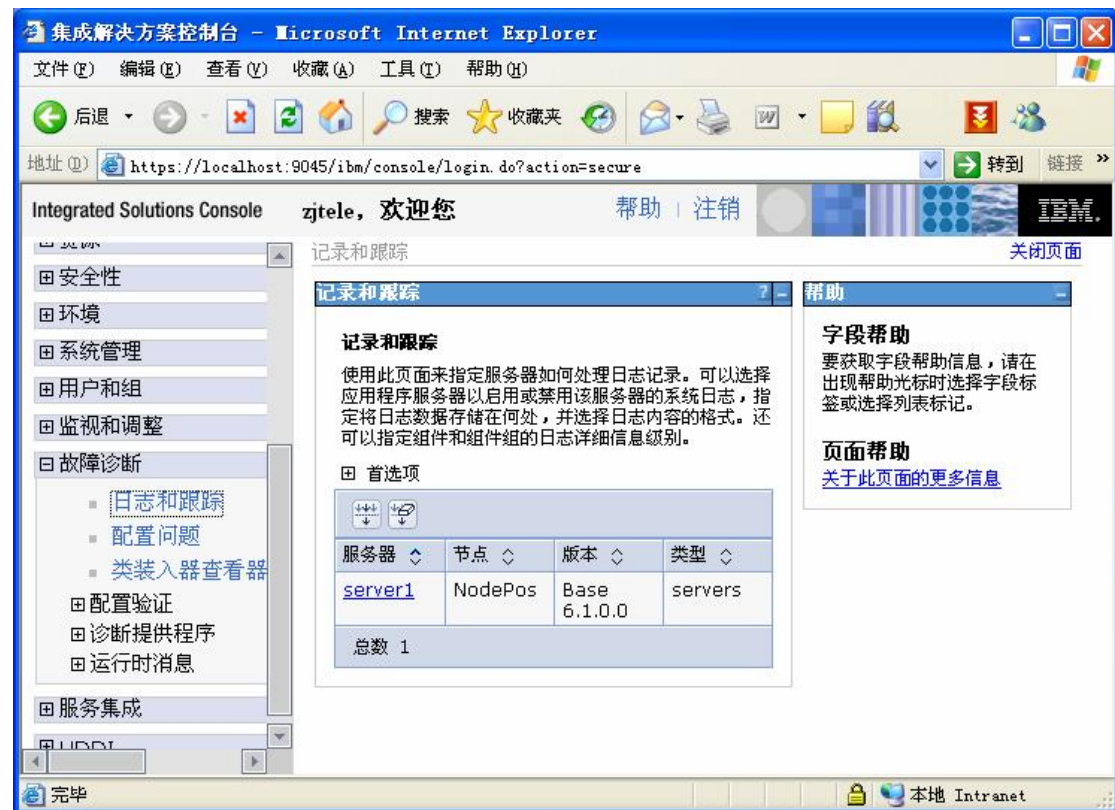 集成解决方案控制台 - Microsoft Internet Explorer
文件(F) 编辑(E) 查看(V) 收藏(A) 工具(T) 帮助(H)
后退 搜索 收藏夹
地址(D) https://localhost:9045/ibm/console/login.do?action=secure 转到 链接 »
Integrated Solutions Console zjtele，欢迎您 帮助 | 注销 IBM.
资源
安全性
环境
系统管理
用户和组
监视和调整
故障诊断
日志和跟踪
配置问题
类装入器查看器
配置验证
诊断提供程序
运行时消息
服务集成
UDDI
记录和跟踪 关闭页面
记录和跟踪 ? -
记录和跟踪
使用此页面来指定服务器如何处理日志记录。可以选择
应用程序服务器以启用或禁用该服务器的系统日志，指
定将日志数据存储在何处，并选择日志内容的格式。还
可以指定组件和组件组的日志详细信息级别。
首选项
服务器 节点 版本 类型
server1 NodePos Base 6.1.0.0 servers
总数 1
帮助 -
字段帮助
要获取字段帮助信息，请在
出现帮助光标时选择字段标
签或选择列表标记。
页面帮助
关于此页面的更多信息
完毕 本地 Intranet